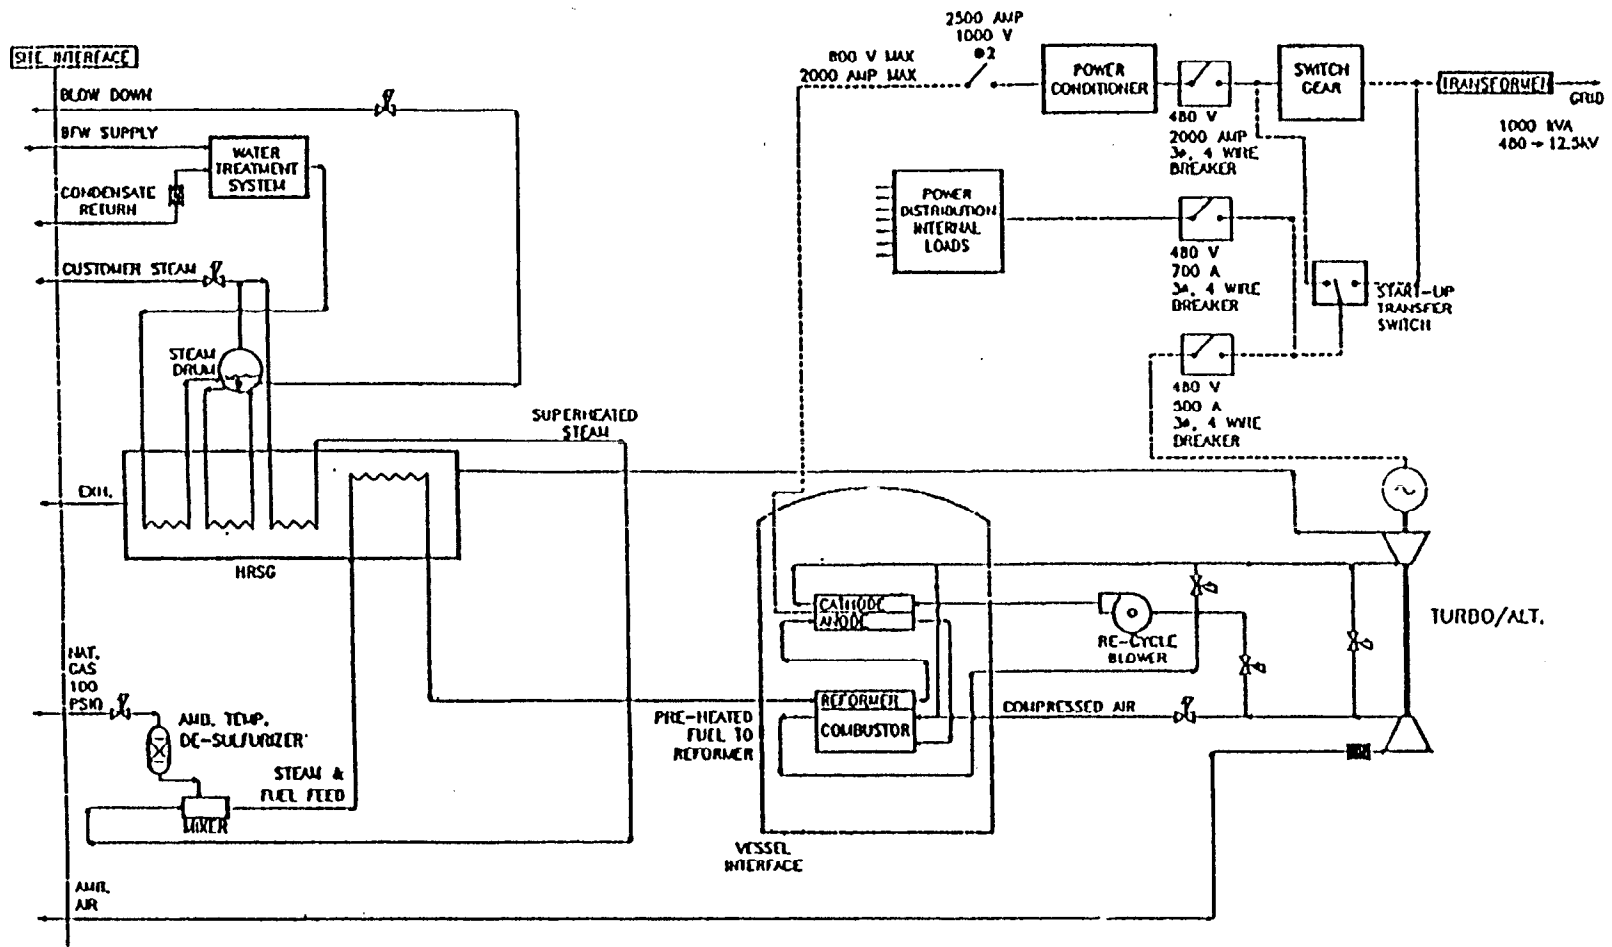 SITE INTERFACE
BLOW DOWN
BFW SUPPLY
WATER
TREATMENT
SYSTEM
CONDENSATE
RETURN
CUSTOMER STEAM
STEAM
DRUM
SUPERHEATED
STEAM
EXH.
HRSG
NAT.
GAS
100
PSIG
AMB. TEMP.
DE-SULFURIZER
STEAM &
FUEL FEED
MIXER
AMB.
AIR
2500 AMP
1000 V
2
800 V MAX
2000 AMP MAX
POWER
CONDITIONER
480 V
2000 AMP
3ø, 4 WIRE
BREAKER
SWITCH
GEAR
TRANSFORMER
GRID
1000 kVA
480 → 12.5kV
POWER
DISTRIBUTION
INTERNAL
LOADS
480 V
700 A
3ø, 4 WIRE
BREAKER
START-UP
TRANSFER
SWITCH
480 V
500 A
3ø, 4 WIRE
BREAKER
CATHODE
ANODE
RE-CYCLE
BLOWER
TURBO/ALT.
REFORMER
COMBUSTOR
COMPRESSED AIR
PRE-HEATED
FUEL TO
REFORMER
VESSEL
INTERFACE